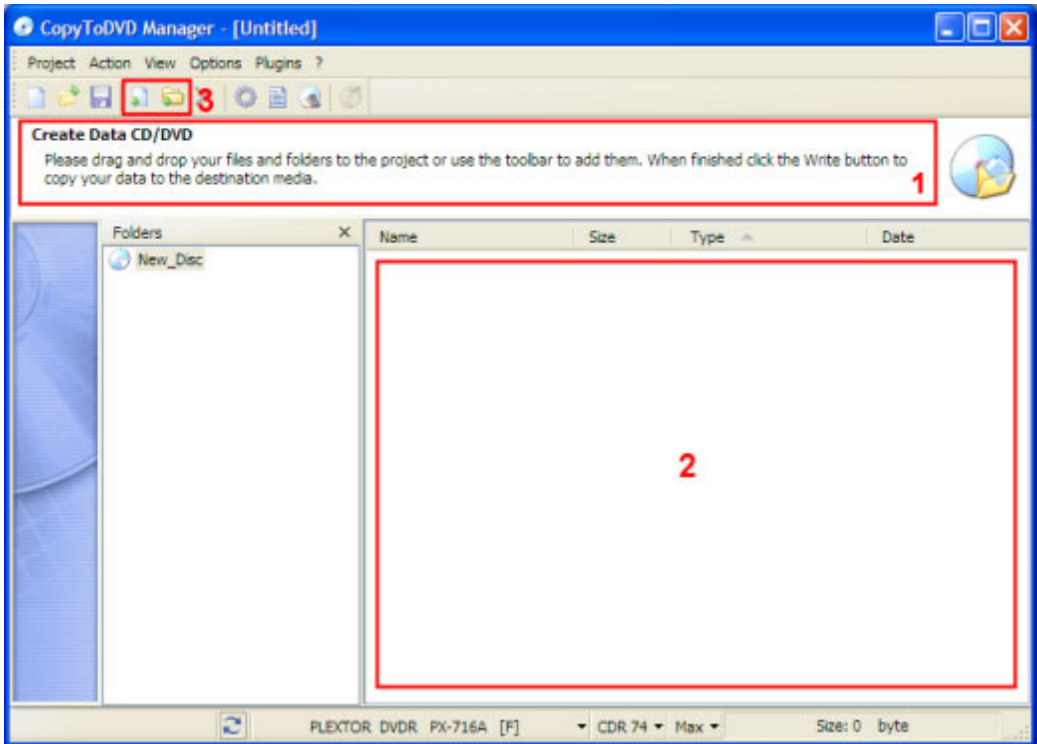 CopyToDVD Manager - [Untitled]
Project Action View Options Plugins ?
3
Create Data CD/DVD
Please drag and drop your files and folders to the project or use the toolbar to add them. When finished click the Write button to
copy your data to the destination media.
1
Folders
Name Size Type Date
New_Disc
2
PLEXTOR DVDR PX-716A [F] CDR 74 Max Size: 0 byte